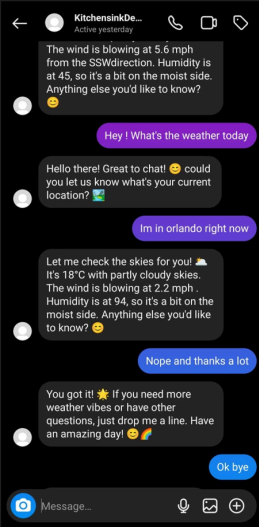 KitchensinkDe...
Active yesterday
The wind is blowing at 5.6 mph
from the SSWdirection. Humidity is
at 45, so it's a bit on the moist side.
Anything else you'd like to know?
😊
Hey ! What's the weather today
Hello there! Great to chat! 😊 could
you let us know what's your current
location? 🏞️
Im in orlando right now
Let me check the skies for you! 🌥️
It's 18°C with partly cloudy skies.
The wind is blowing at 2.2 mph .
Humidity is at 94, so it's a bit on the
moist side. Anything else you'd like
to know? 😊
Nope and thanks a lot
You got it! 🌟 If you need more
weather vibes or have other
questions, just drop me a line. Have
an amazing day! 😊🌈
Ok bye
Message...